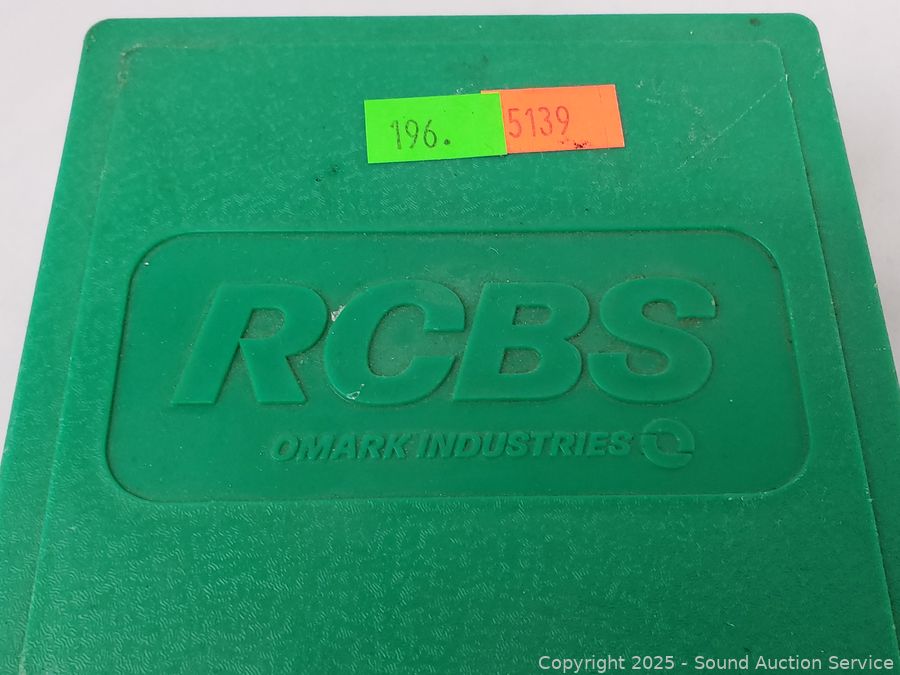 196. 5139
RCBS
OMARK INDUSTRIES
Copyright 2025 - Sound Auction Service